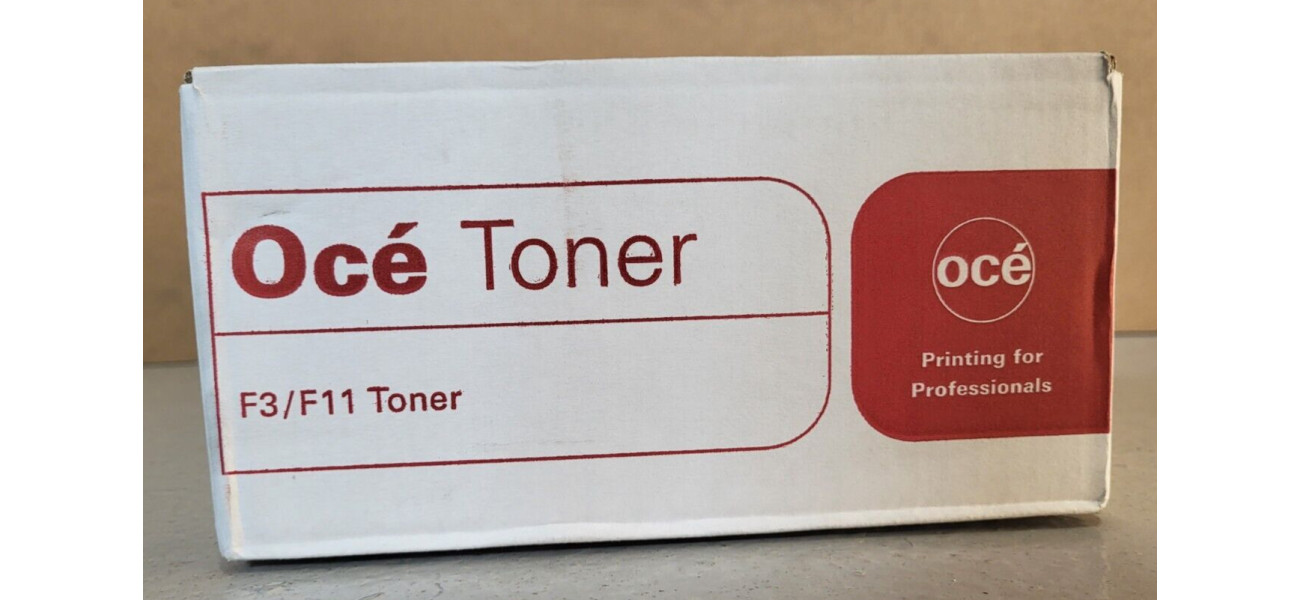 Océ Toner
F3/F11 Toner
océ
Printing for
Professionals